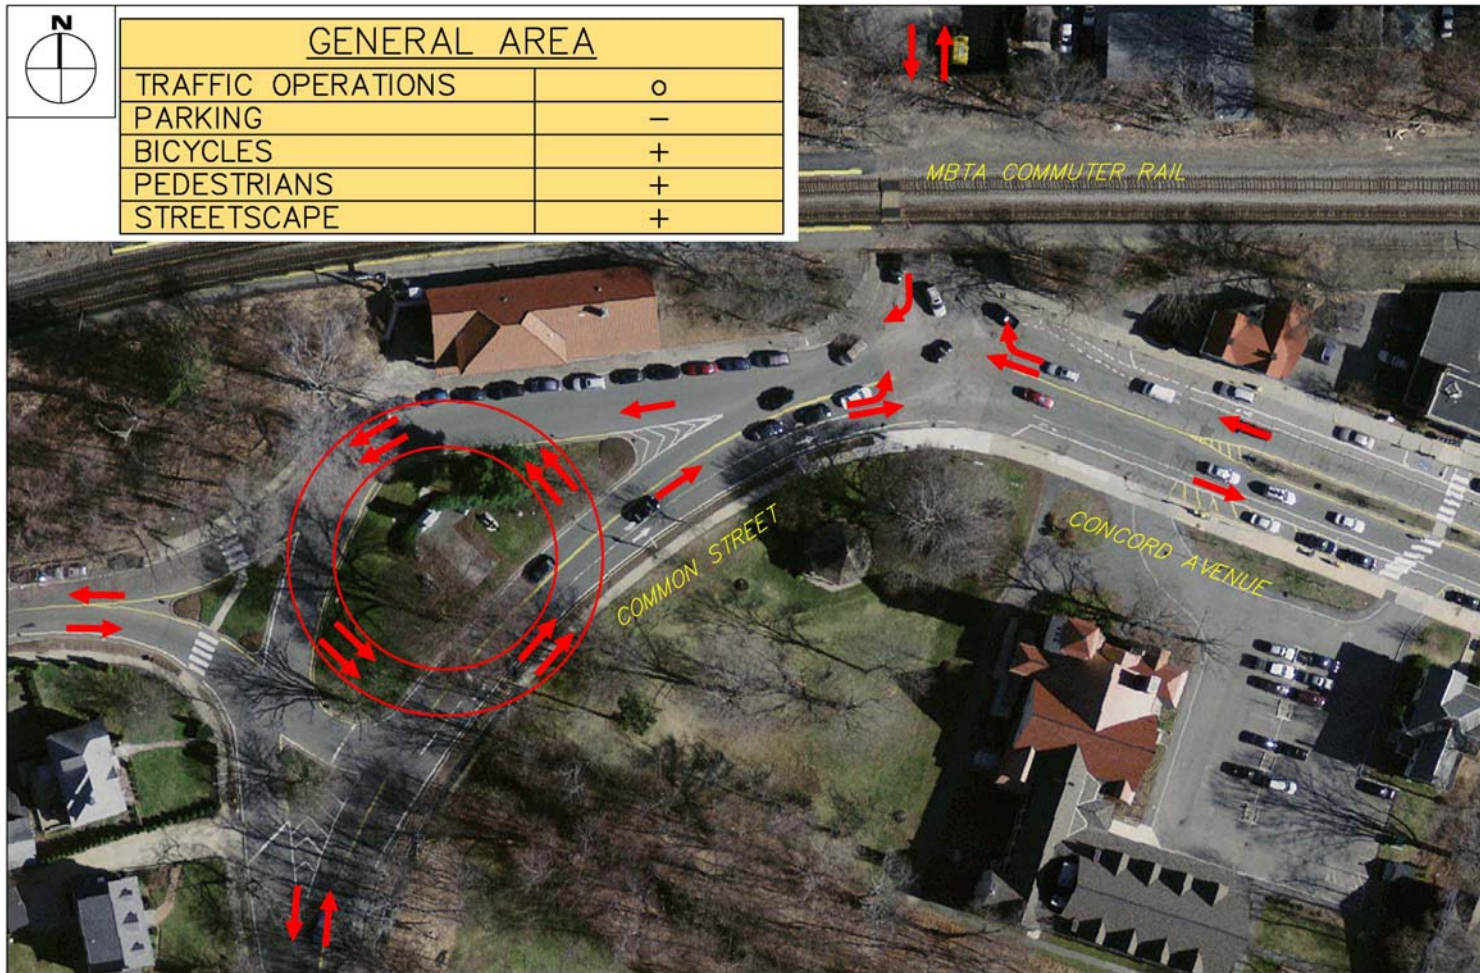 N
GENERAL AREA
TRAFFIC OPERATIONS o
PARKING -
BICYCLES +
PEDESTRIANS +
STREETSCAPE +
MBTA COMMUTER RAIL
COMMON STREET
CONCORD AVENUE